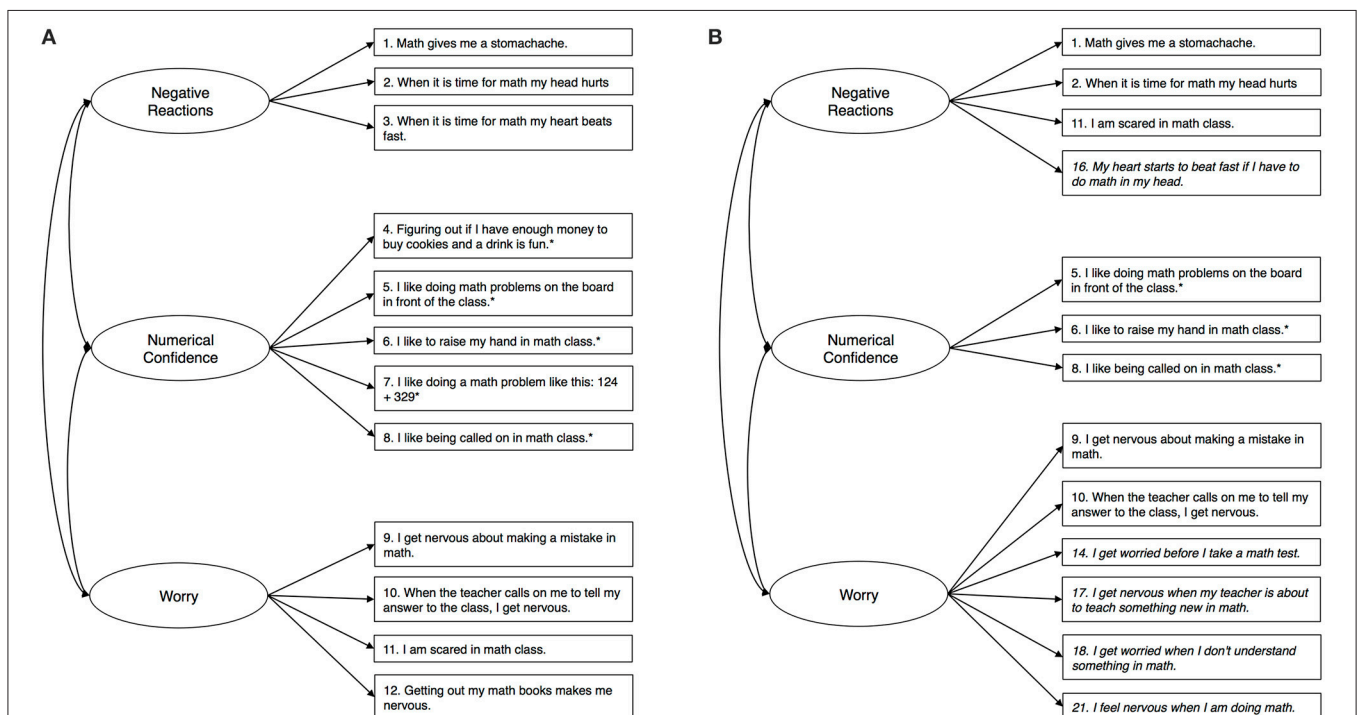 A
Negative
Reactions
1. Math gives me a stomachache.
2. When it is time for math my head hurts
3. When it is time for math my heart beats
fast.
Numerical
Confidence
4. Figuring out if I have enough money to
buy cookies and a drink is fun.*
5. I like doing math problems on the board
in front of the class.*
6. I like to raise my hand in math class.*
7. I like doing a math problem like this: 124
+ 329*
8. I like being called on in math class.*
Worry
9. I get nervous about making a mistake in
math.
10. When the teacher calls on me to tell my
answer to the class, I get nervous.
11. I am scared in math class.
12. Getting out my math books makes me
nervous.
B
Negative
Reactions
1. Math gives me a stomachache.
2. When it is time for math my head hurts
11. I am scared in math class.
16. My heart starts to beat fast if I have to
do math in my head.
Numerical
Confidence
5. I like doing math problems on the board
in front of the class.*
6. I like to raise my hand in math class.*
8. I like being called on in math class.*
Worry
9. I get nervous about making a mistake in
math.
10. When the teacher calls on me to tell my
answer to the class, I get nervous.
14. I get worried before I take a math test.
17. I get nervous when my teacher is about
to teach something new in math.
18. I get worried when I don't understand
something in math.
21. I feel nervous when I am doing math.